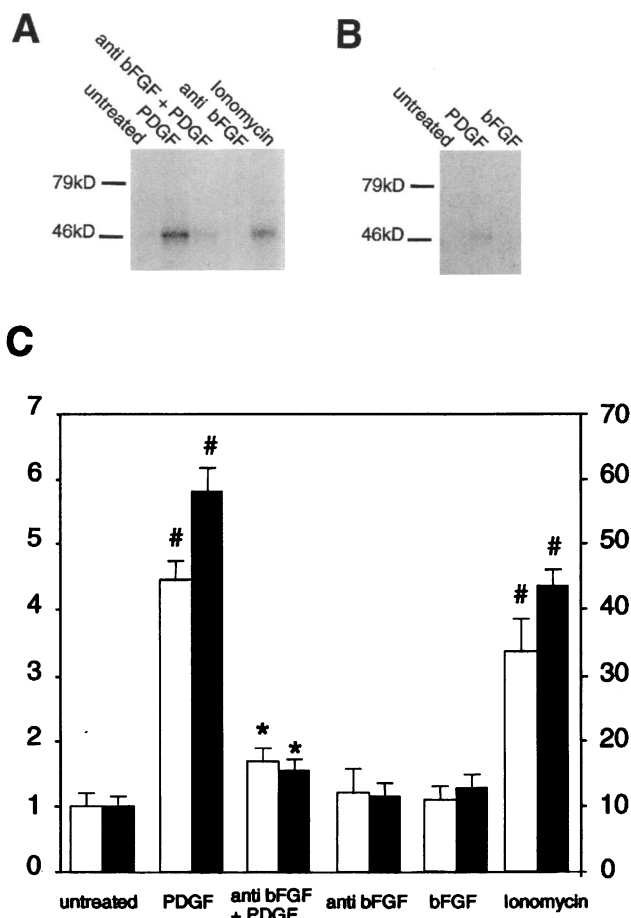 A
untreated
PDGF
anti bFGF + PDGF
anti bFGF
Ionomycin
79kD
46kD
B
untreated
PDGF
bFGF
79kD
46kD
C
7
6
5
4
3
2
1
0
70
60
50
40
30
20
10
0
#
#
*
*
#
#
untreated
PDGF
anti bFGF
+ PDGF
anti bFGF
bFGF
Ionomycin